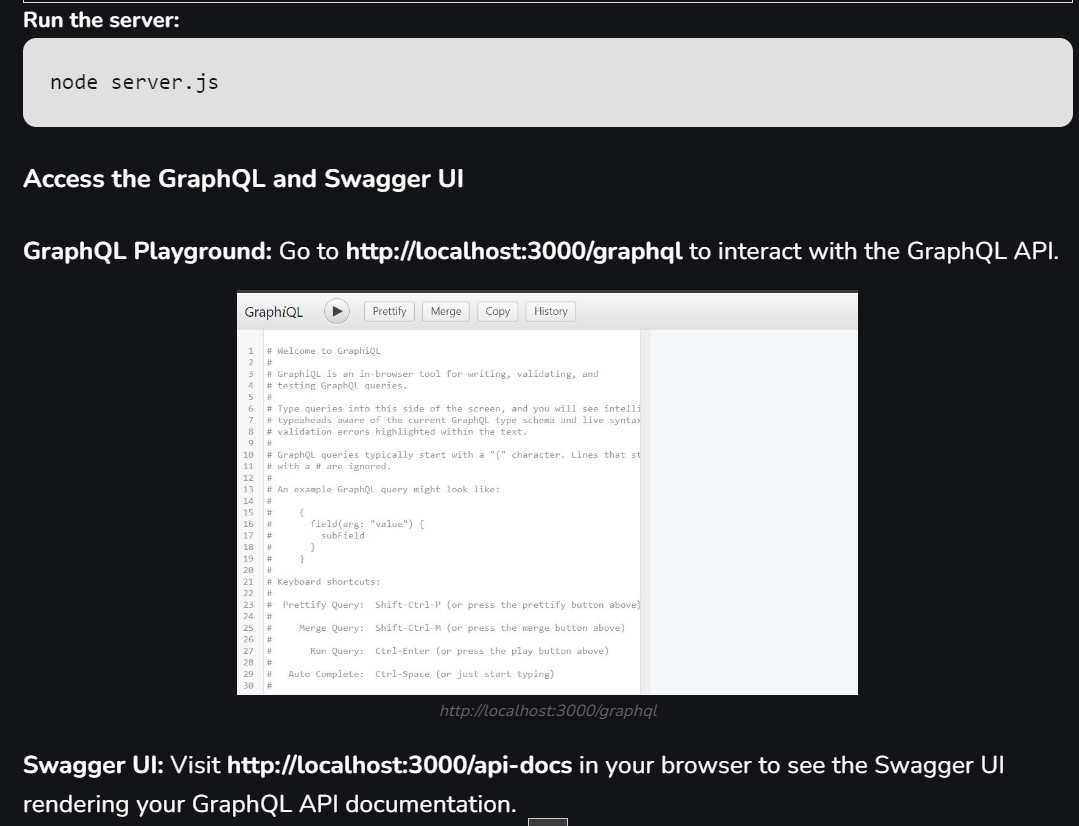 Run the server:
node server.js
Access the GraphQL and Swagger UI
GraphQL Playground: Go to http://localhost:3000/graphql to interact with the GraphQL API.
GraphiQL Prettify Merge Copy History
1 # Welcome to GraphiQL
2 #
3 # GraphiQL is an in-browser tool for writing, validating, and
4 # testing GraphQL queries.
5 #
6 # Type queries into this side of the screen, and you will see intelli
7 # typeaheads aware of the current GraphQL type schema and live syntax
8 # validation errors highlighted within the text.
9 #
10 # GraphQL queries typically start with a "{" character. Lines that st
11 # with a # are ignored.
12 #
13 # An example GraphQL query might look like:
14 #
15 #     {
16 #       field(arg: "value") {
17 #         subField
18 #       }
19 #     }
20 #
21 # Keyboard shortcuts:
22 #
23 #  Prettify Query:  Shift-Ctrl-P (or press the prettify button above)
24 #
25 #     Merge Query:  Shift-Ctrl-M (or press the merge button above)
26 #
27 #       Run Query:  Ctrl-Enter (or press the play button above)
28 #
29 #   Auto Complete:  Ctrl-Space (or just start typing)
30 #
http://localhost:3000/graphql
Swagger UI: Visit http://localhost:3000/api-docs in your browser to see the Swagger UI
rendering your GraphQL API documentation.